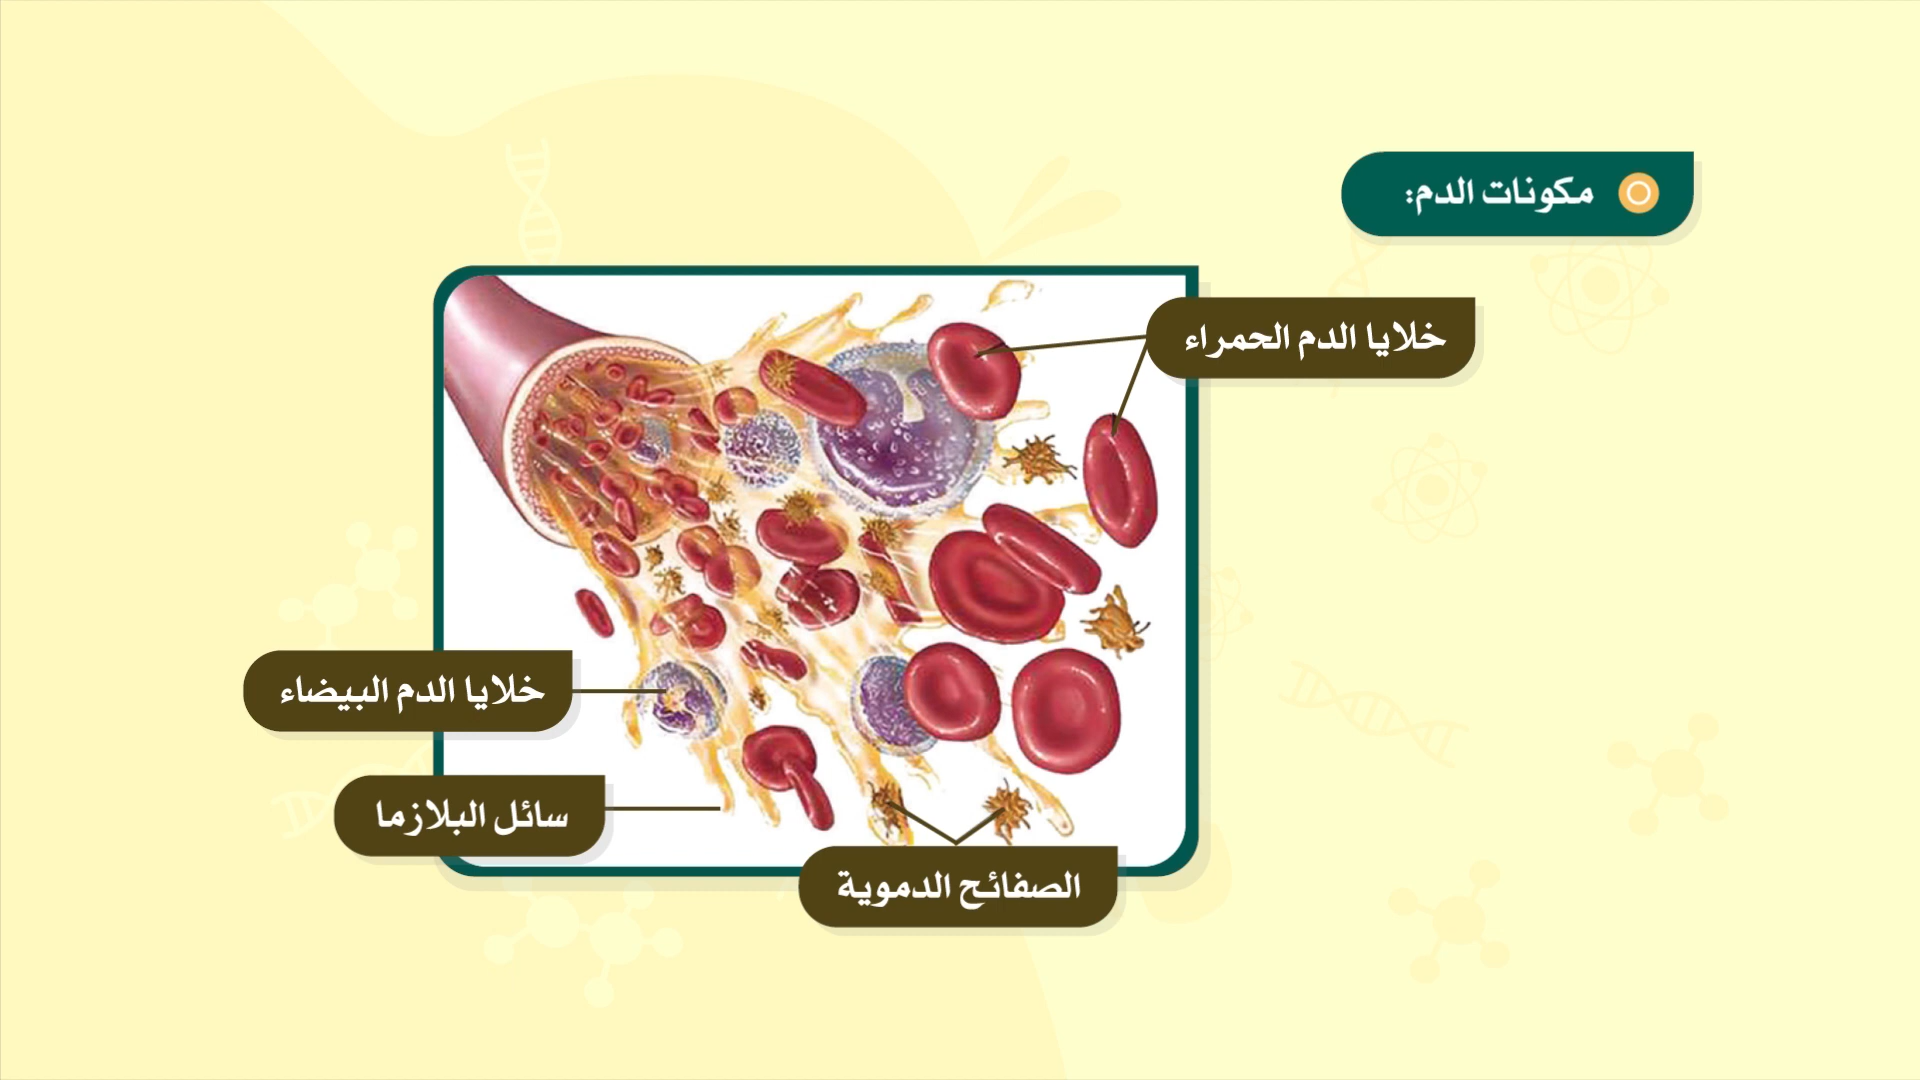 مكونات الدم:
خلايا الدم الحمراء
خلايا الدم البيضاء
سائل البلازما
الصفائح الدموية